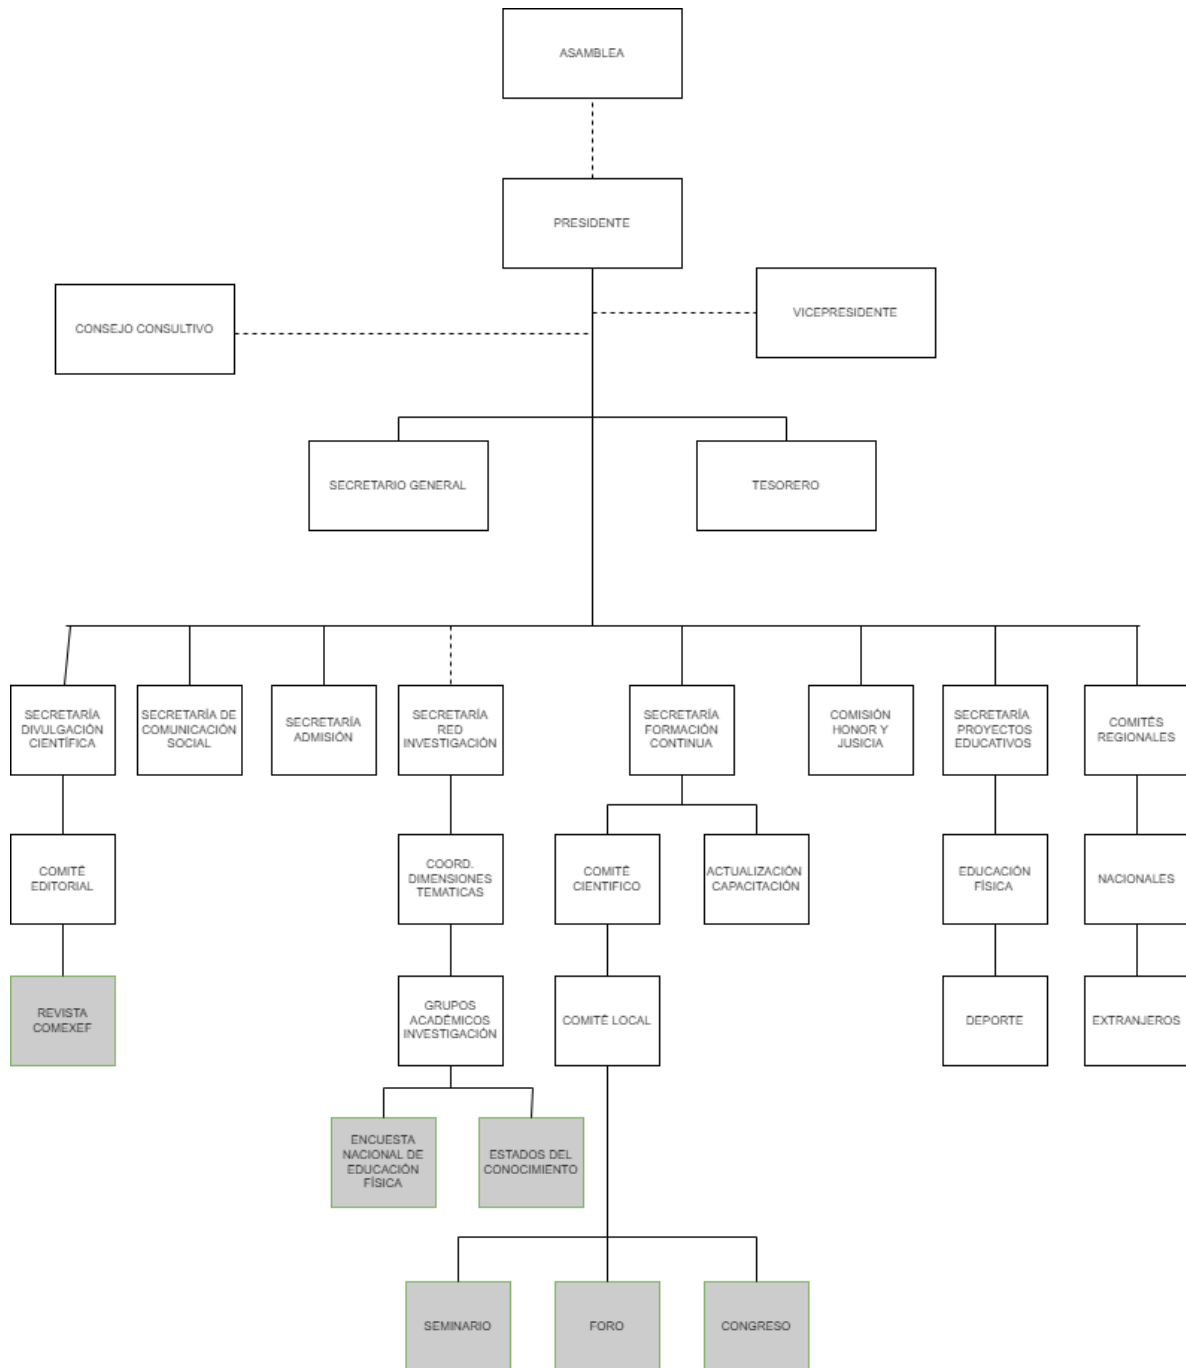 ASAMBLEA
PRESIDENTE
VICEPRESIDENTE
CONSEJO CONSULTIVO
SECRETARIO GENERAL
TESORERO
SECRETARÍA
DIVULGACIÓN
CIENTÍFICA
SECRETARÍA DE
COMUNICACIÓN
SOCIAL
SECRETARÍA
ADMISIÓN
SECRETARÍA
RED
INVESTIGACIÓN
SECRETARÍA
FORMACIÓN
CONTINUA
COMISIÓN
HONOR Y
JUSICIA
SECRETARÍA
PROYECTOS
EDUCATIVOS
COMITÉS
REGIONALES
COMITÉ
EDITORIAL
COORD.
DIMENSIONES
TEMATICAS
COMITÉ
CIENTIFICO
ACTUALIZACIÓN
CAPACITACIÓN
EDUCACIÓN
FÍSICA
NACIONALES
REVISTA
COMEXEF
GRUPOS
ACADÉMICOS
INVESTIGACIÓN
COMITÉ LOCAL
DEPORTE
EXTRANJEROS
ENCUESTA
NACIONAL DE
EDUCACIÓN
FÍSICA
ESTADOS DEL
CONOCIMIENTO
SEMINARIO
FORO
CONGRESO